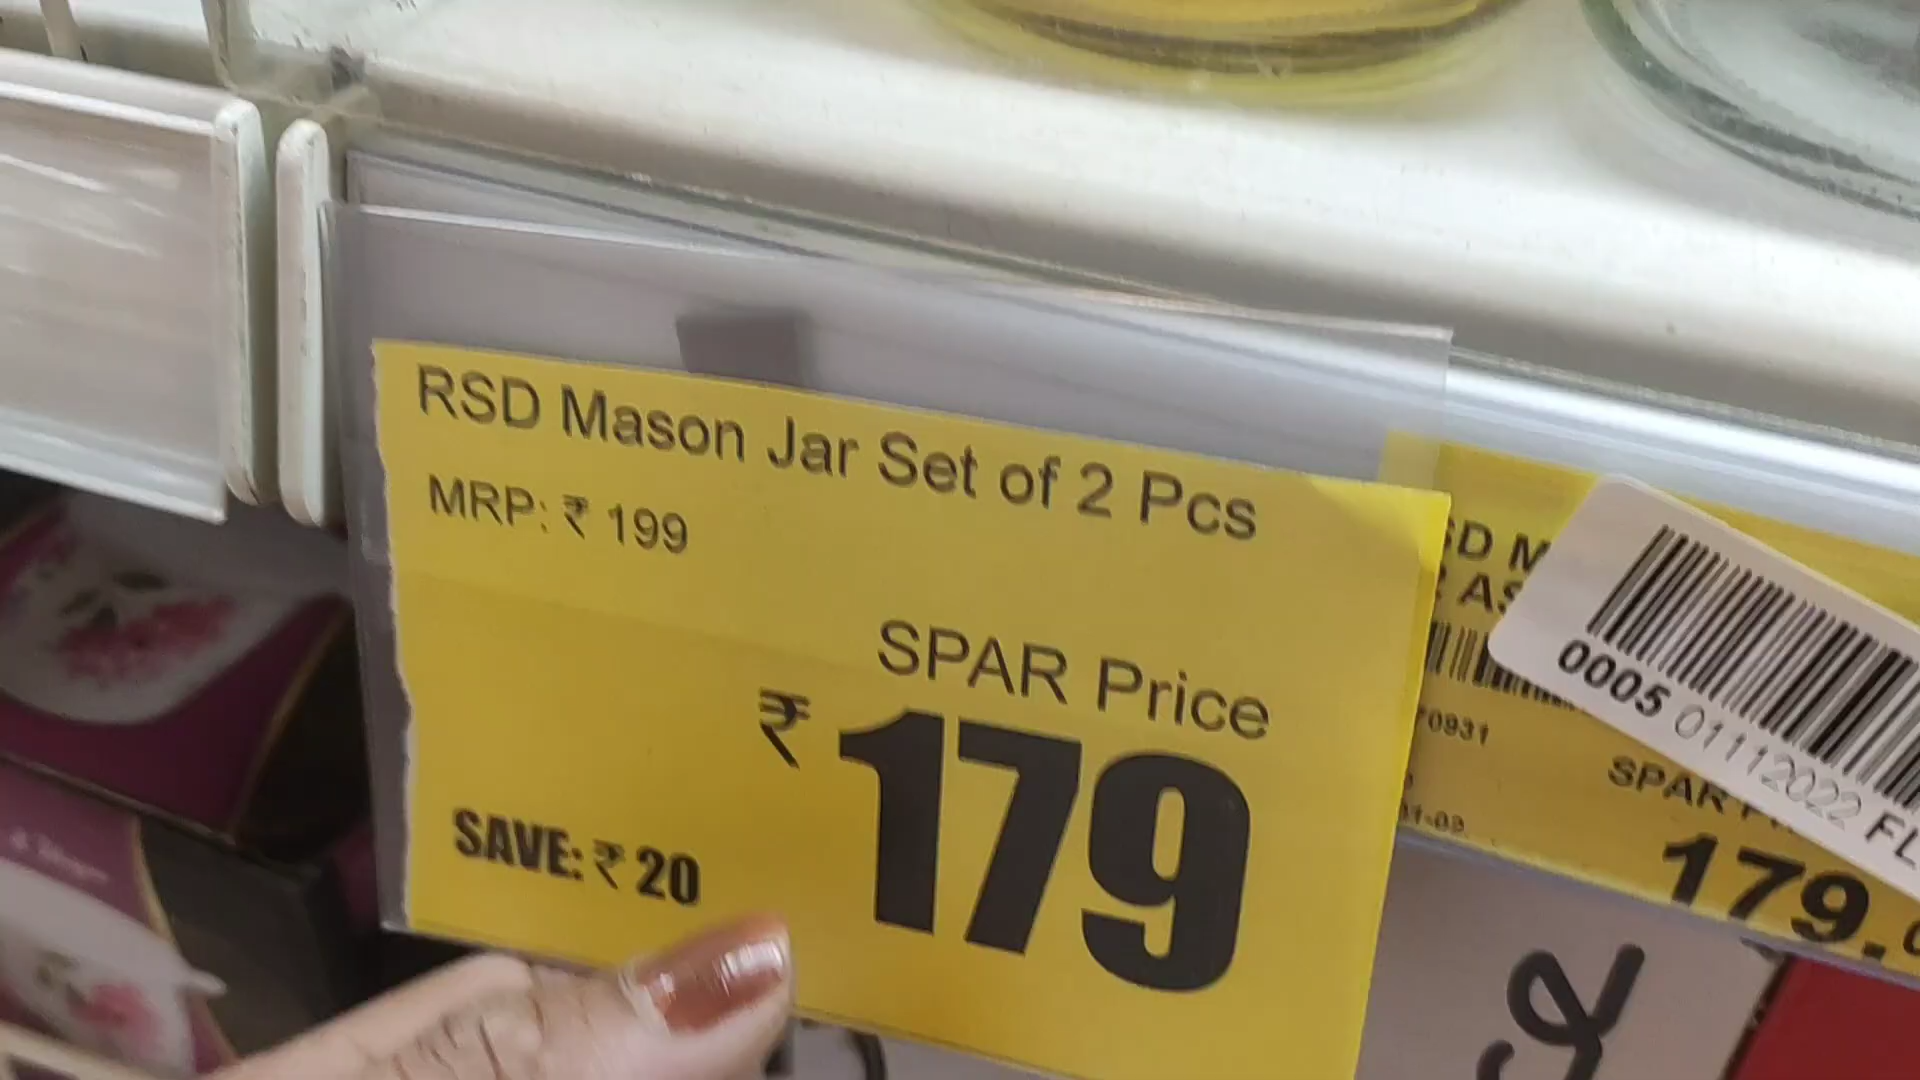 RSD Mason Jar Set of 2 Pcs
MRP: ₹ 199
SPAR Price
₹ 179
SAVE: ₹ 20
0931
SPAR
179.
0005 01112022 FL